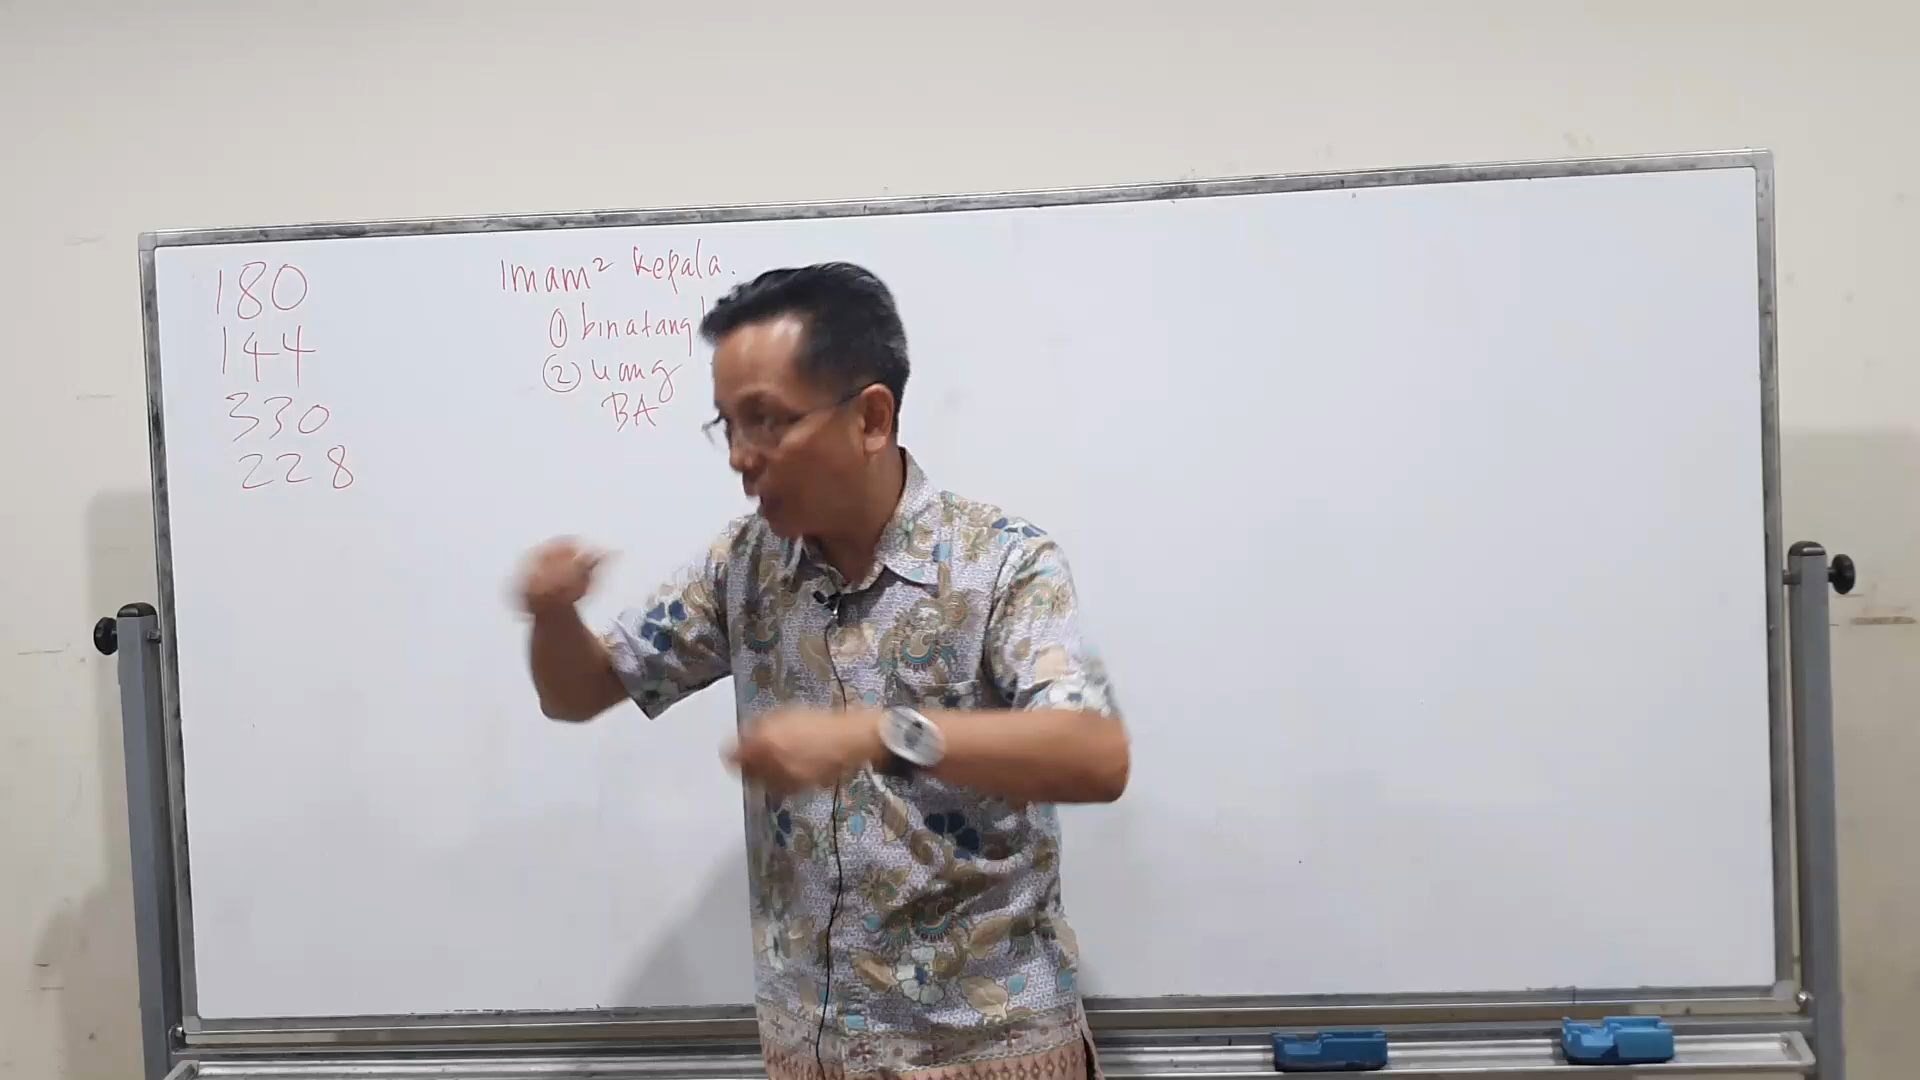 180
144
330
228
Imam² kepala.
① binatang
② uang
BA